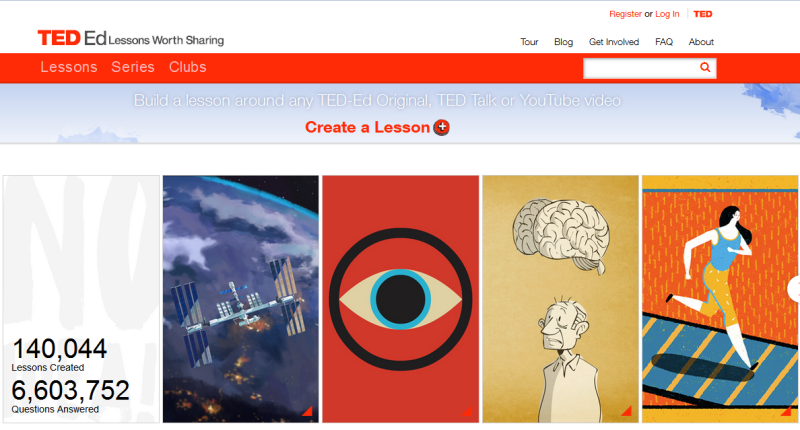 Register or Log In TED
TED Ed Lessons Worth Sharing
Tour Blog Get Involved FAQ About
Lessons Series Clubs
Build a lesson around any TED-Ed Original, TED Talk or YouTube video
Create a Lesson
NO
140,044
Lessons Created
6,603,752
Questions Answered